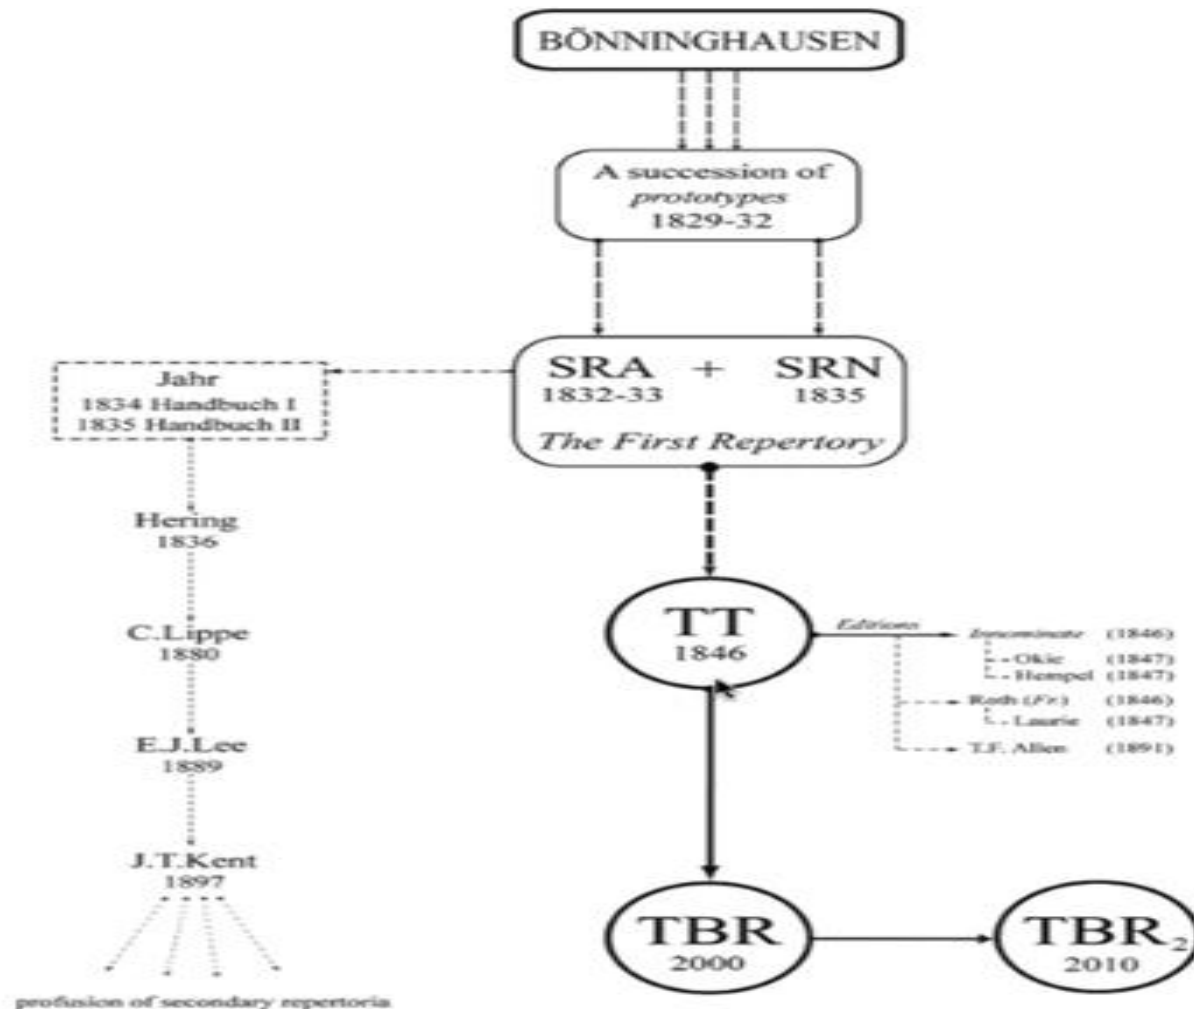 BÖNNINGHAUSEN
A succession of
prototypes
1829-32
SRA + SRN
1832-33 1835
The First Repertory
Jahr
1834 Handbuch I
1835 Handbuch II
Hering
1836
C.Lippe
1880
E.J.Lee
1889
J.T.Kent
1897
profusion of secondary repertoria
TT
1846
Editions
Innominate (1846)
Okie (1847)
Hempel (1847)
Roth (Fr.) (1846)
Laurie (1847)
T.F. Allen (1891)
TBR
2000
TBR2
2010